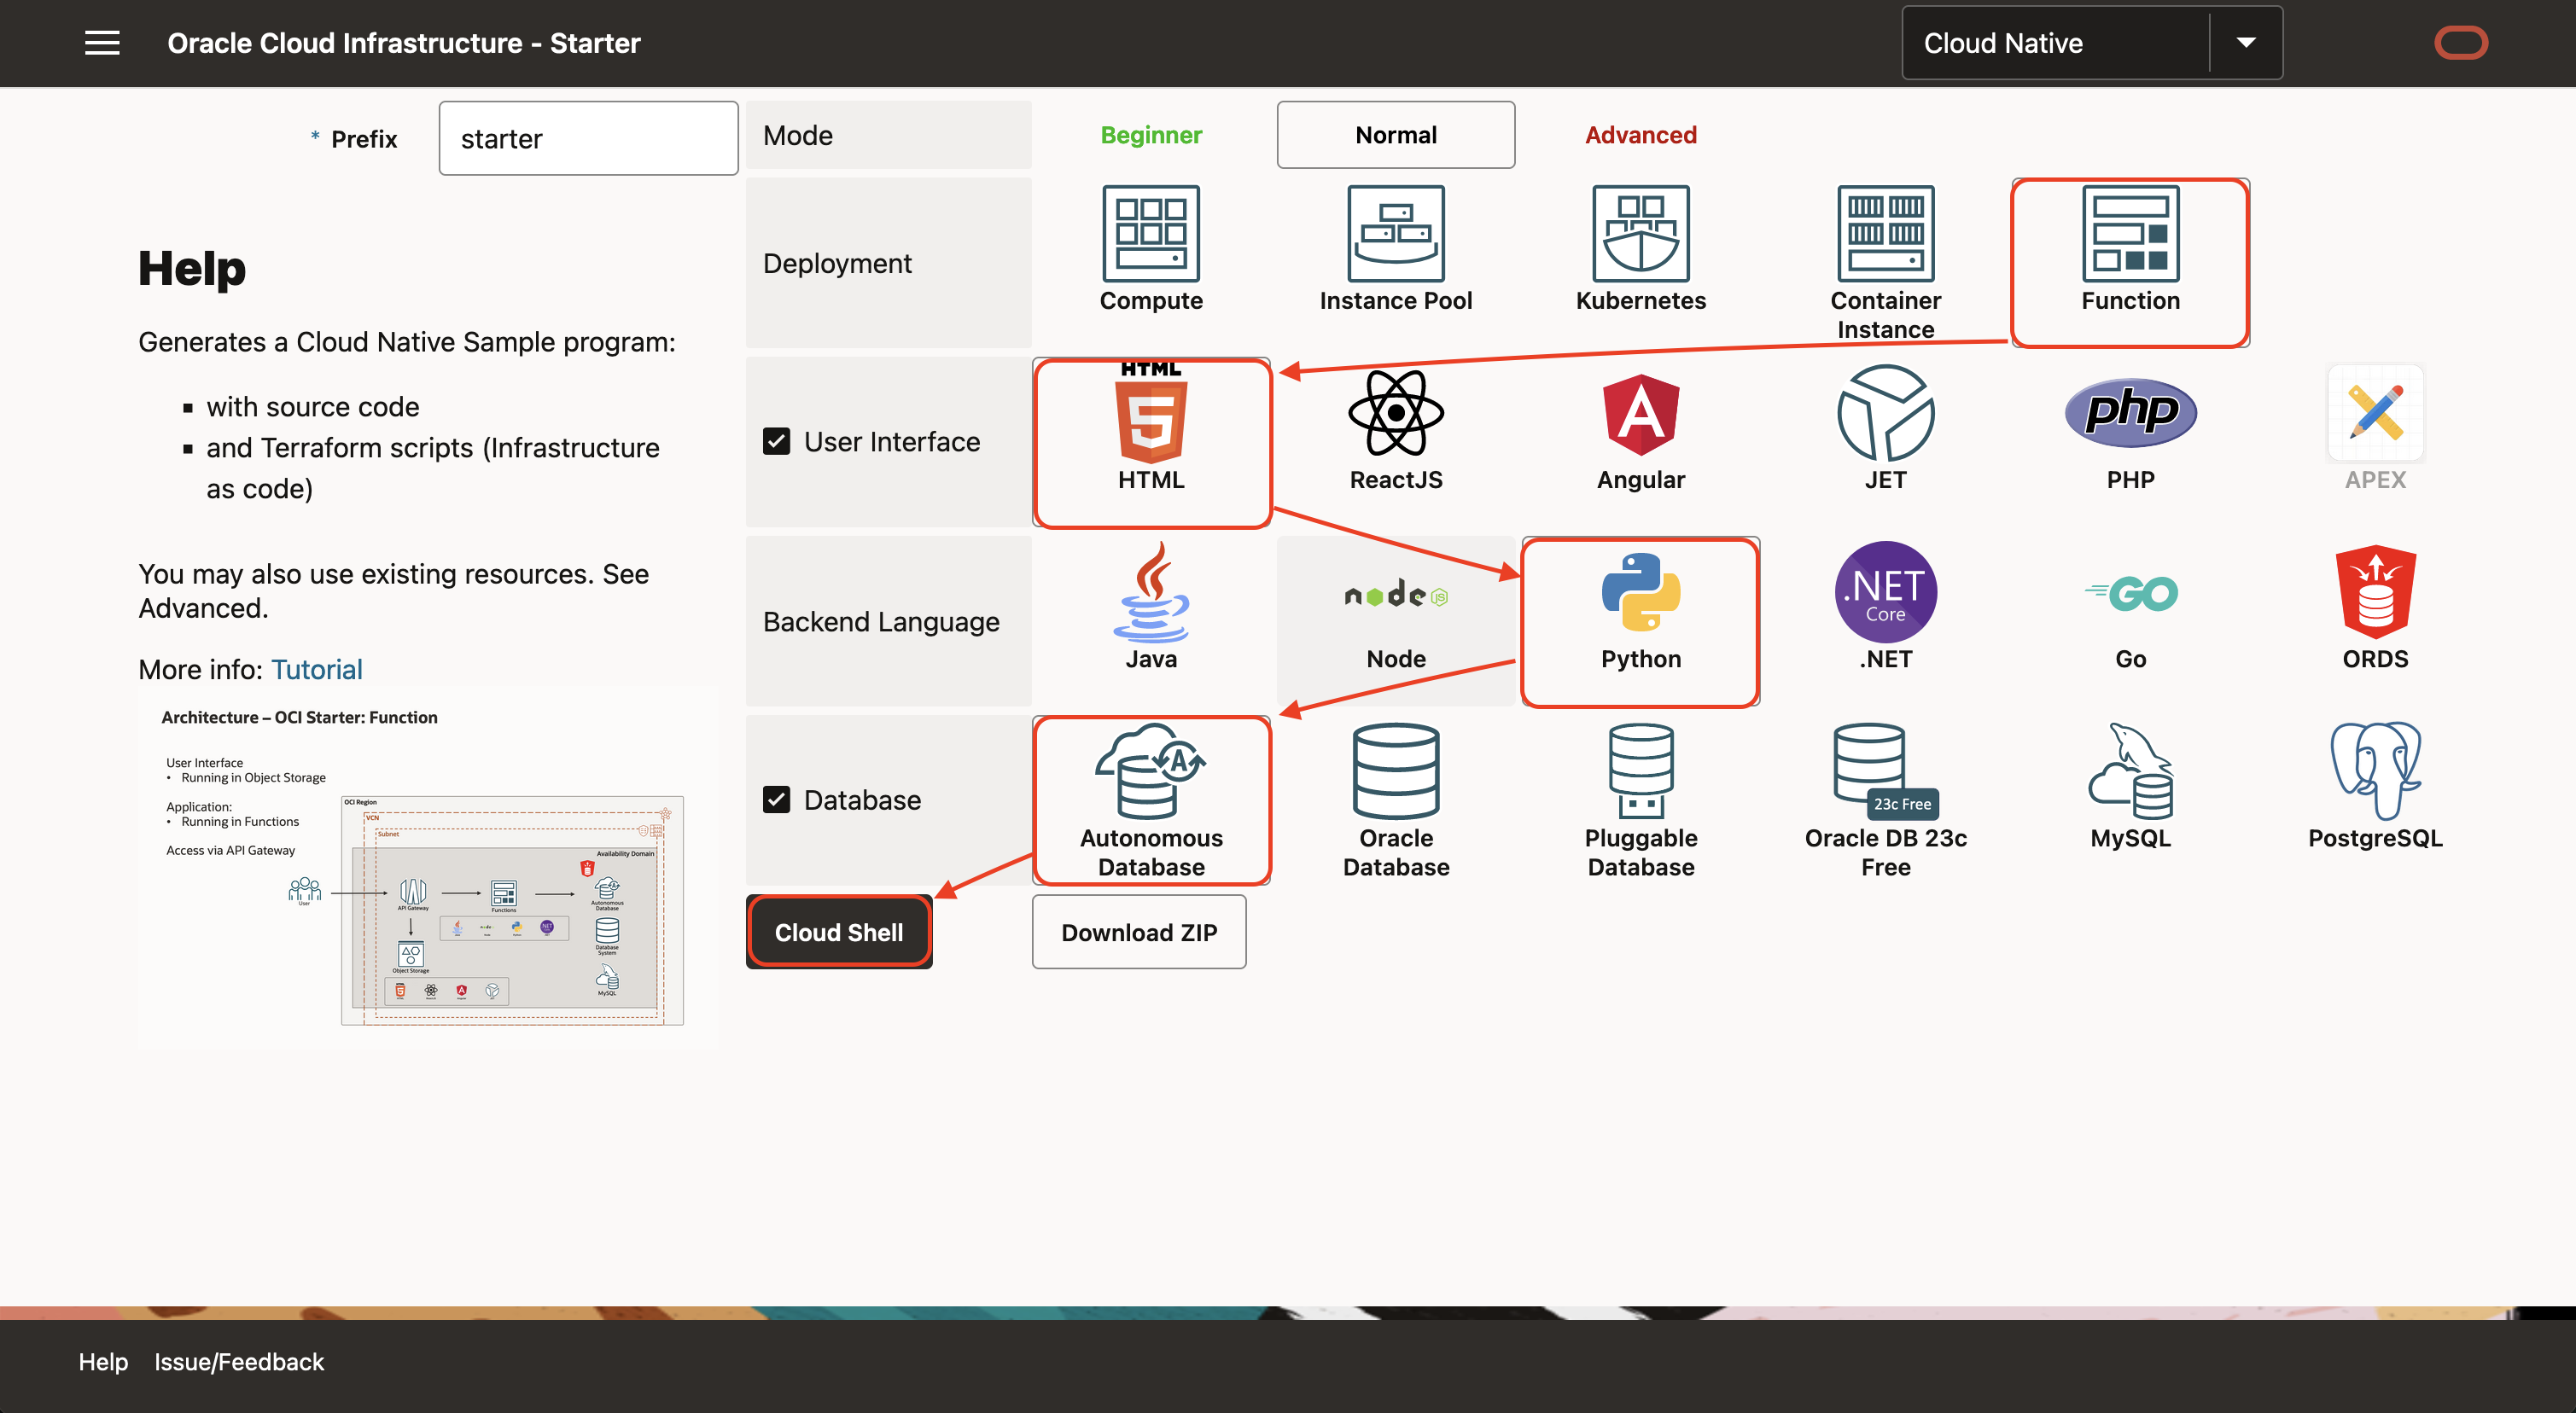 Oracle Cloud Infrastructure - Starter
Cloud Native
* Prefix
starter
Mode
Beginner
Normal
Advanced
Help
Generates a Cloud Native Sample program:
with source code
and Terraform scripts (Infrastructure
as code)
You may also use existing resources. See
Advanced.
More info: Tutorial
Deployment
Compute
Instance Pool
Kubernetes
Container
Instance
Function
User Interface
HTML
5
HTML
ReactJS
A
Angular
JET
php
PHP
APEX
Backend Language
Java
node
JS
Node
Python
.NET
Core
.NET
GO
Go
ORDS
Database
A
Autonomous
Database
Oracle
Database
Pluggable
Database
23c Free
Oracle DB 23c
Free
MySQL
PostgreSQL
Cloud Shell
Download ZIP
Architecture – OCI Starter: Function
User Interface
• Running in Object Storage
Application:
• Running in Functions
Access via API Gateway
OCI Region
VCN
Subnet
Availability Domain
User
API Gateway
Functions
Autonomous
Database
Database
System
Object Storage
MySQL
Help
Issue/Feedback